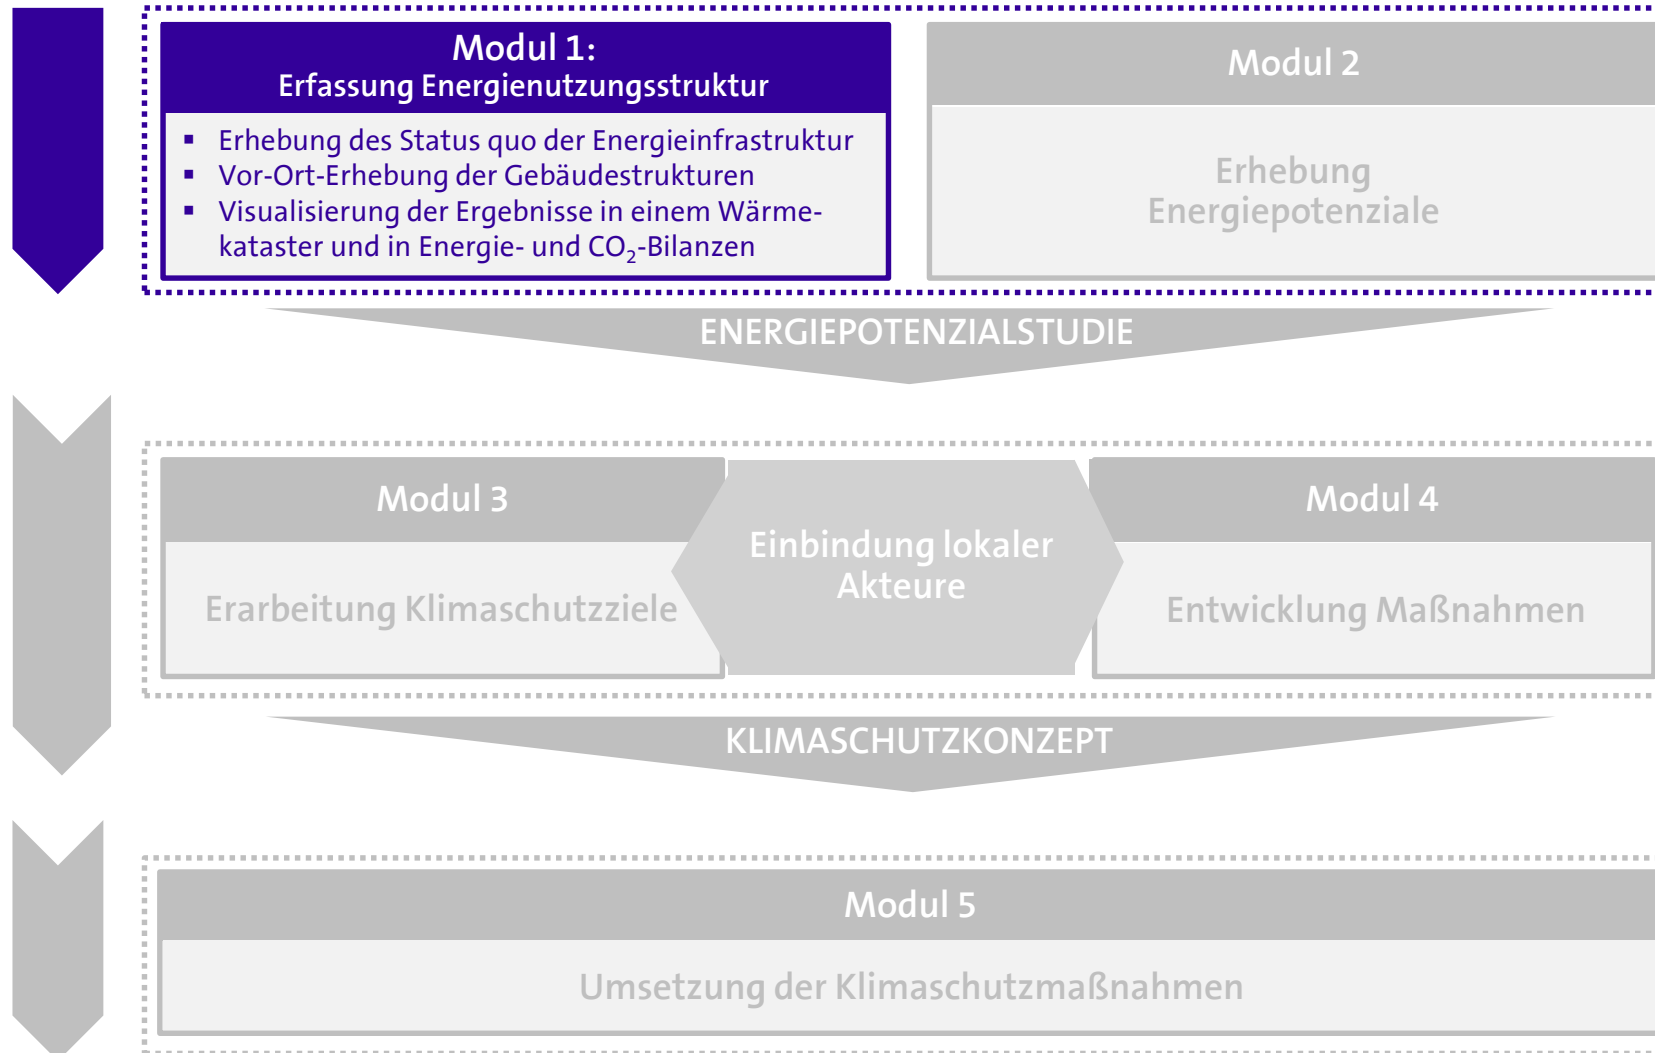 Modul 1:
Erfassung Energienutzungsstruktur
▪ Erhebung des Status quo der Energieinfrastruktur
▪ Vor-Ort-Erhebung der Gebäudestrukturen
▪ Visualisierung der Ergebnisse in einem Wärme-
kataster und in Energie- und CO₂-Bilanzen
Modul 2
Erhebung
Energiepotenziale
ENERGIEPOTENZIALSTUDIE
Modul 3
Erarbeitung Klimaschutzziele
Einbindung lokaler
Akteure
Modul 4
Entwicklung Maßnahmen
KLIMASCHUTZKONZEPT
Modul 5
Umsetzung der Klimaschutzmaßnahmen